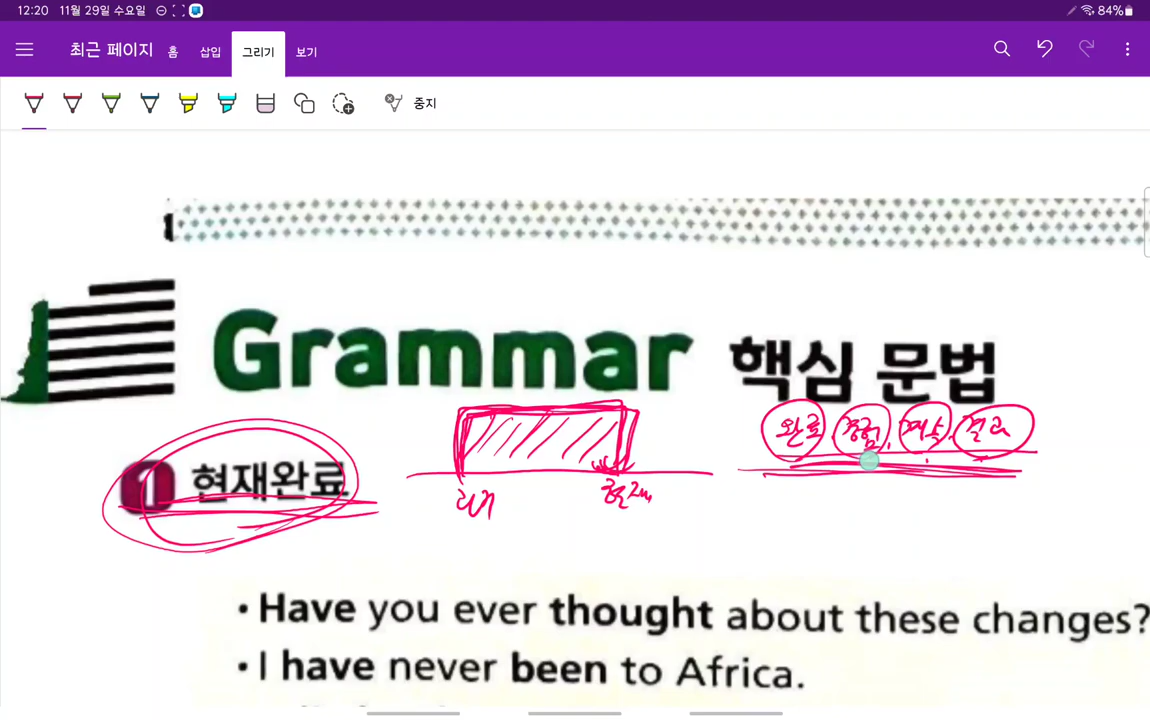 12:20 11월 29일 수요일 84%
최근 페이지 홈 삽입 그리기 보기
중지
Grammar 핵심 문법
완료, 경험, 계속, 결과
1 현재완료
과거 현재
• Have you ever thought about these changes?
• I have never been to Africa.